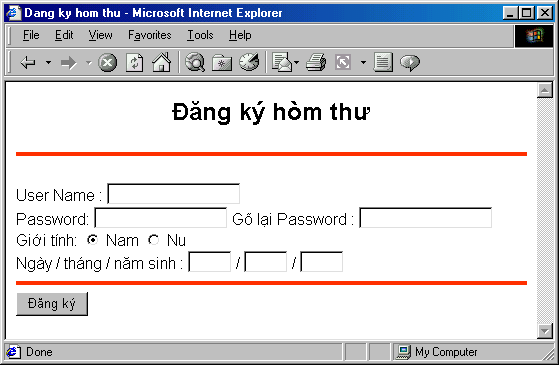 Dang ky hom thu - Microsoft Internet Explorer
File Edit View Favorites Tools Help
Đăng ký hòm thư
User Name :
Password: Gố lại Password :
Giới tính: Nam Nu
Ngày / tháng / năm sinh : / /
Đăng ký
Done My Computer